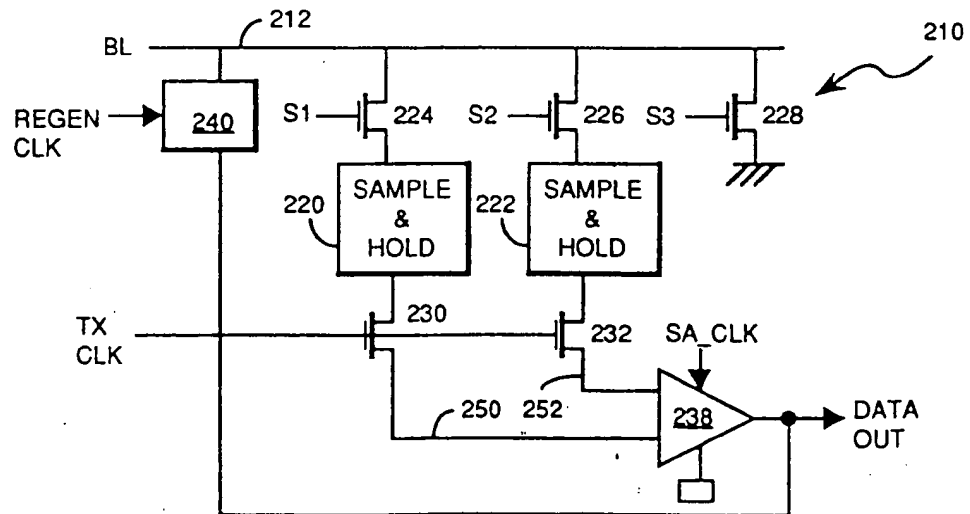 212
BL
210
S1
224
S2
226
S3
228
REGEN
CLK
240
SAMPLE
&
HOLD
220
SAMPLE
&
HOLD
222
230
232
TX
CLK
SA_CLK
250
252
238
DATA
OUT